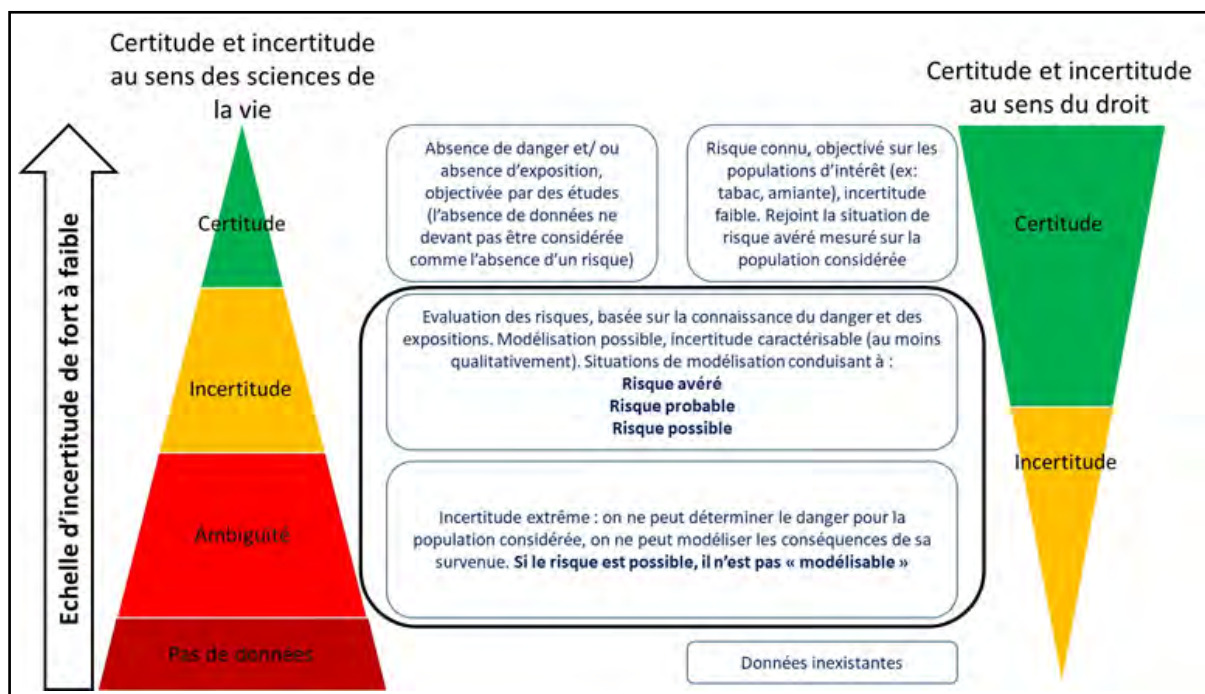 Certitude et incertitude
au sens des sciences de
la vie
Certitude et incertitude
au sens du droit
Echelle d'incertitude de fort à faible
Certitude
Incertitude
Ambiguité
Pas de données
Absence de danger et/ ou
absence d'exposition,
objectivée par des études
(l'absence de données ne
devant pas être considérée
comme l'absence d'un risque)
Risque connu, objectivé sur les
populations d'intérêt (ex:
tabac, amiante), incertitude
faible. Rejoint la situation de
risque avéré mesuré sur la
population considérée
Evaluation des risques, basée sur la connaissance du danger et des
expositions. Modélisation possible, incertitude caractérisable (au moins
qualitativement). Situations de modélisation conduisant à :
Risque avéré
Risque probable
Risque possible
Incertitude extrême : on ne peut déterminer le danger pour la
population considérée, on ne peut modéliser les conséquences de sa
survenue. Si le risque est possible, il n'est pas « modélisable »
Données inexistantes
Certitude
Incertitude